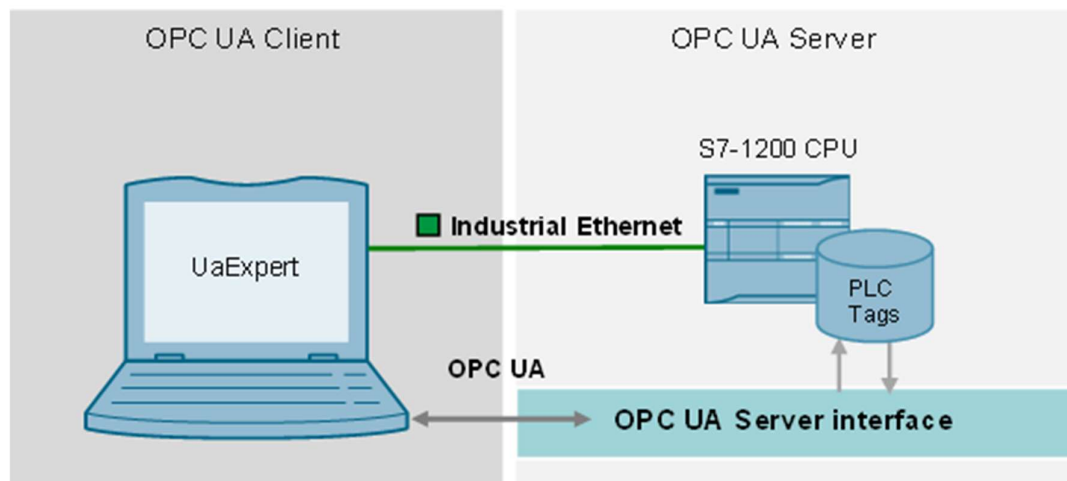 OPC UA Client
OPC UA Server
S7-1200 CPU
Industrial Ethernet
UaExpert
PLC
Tags
OPC UA
OPC UA Server interface